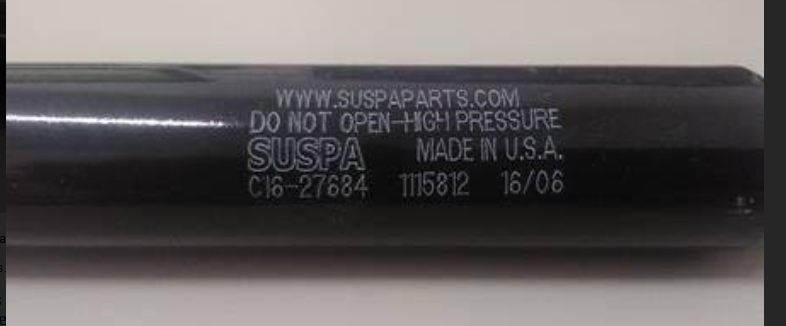 WWW.SUSPAPARTS.COM
DO NOT OPEN-HIGH PRESSURE
SUSPA MADE IN U.S.A.
C16-27684 1115812 16/06